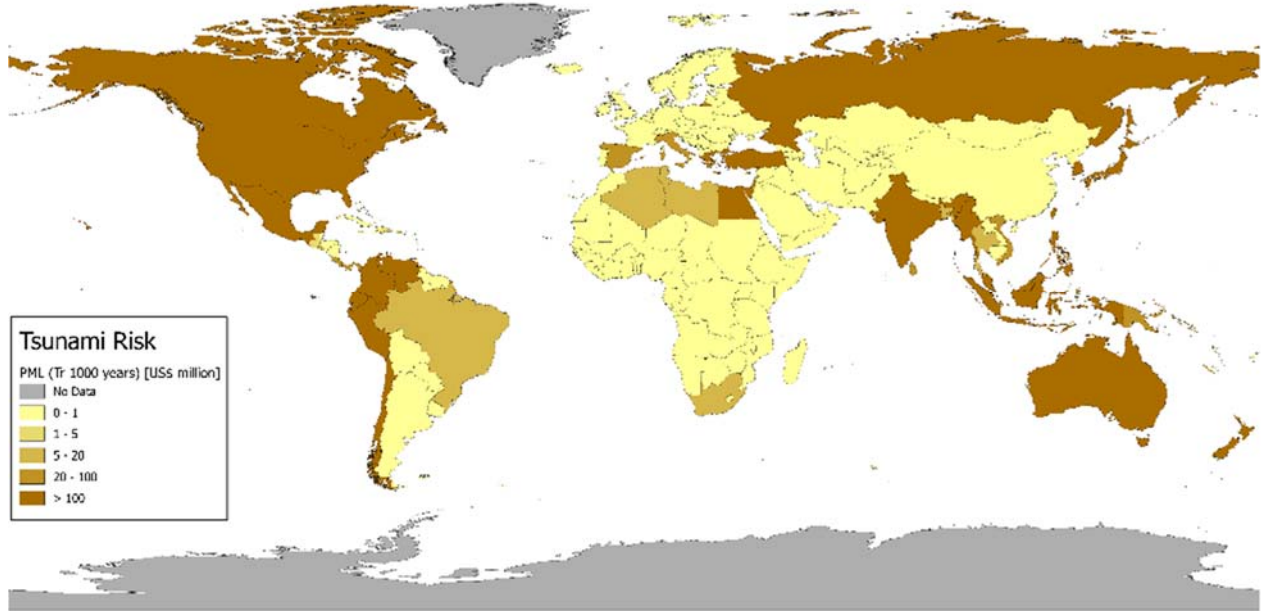 Tsunami Risk
PML (Tr 1000 years) [US$ million]
No Data
0 - 1
1 - 5
5 - 20
20 - 100
> 100